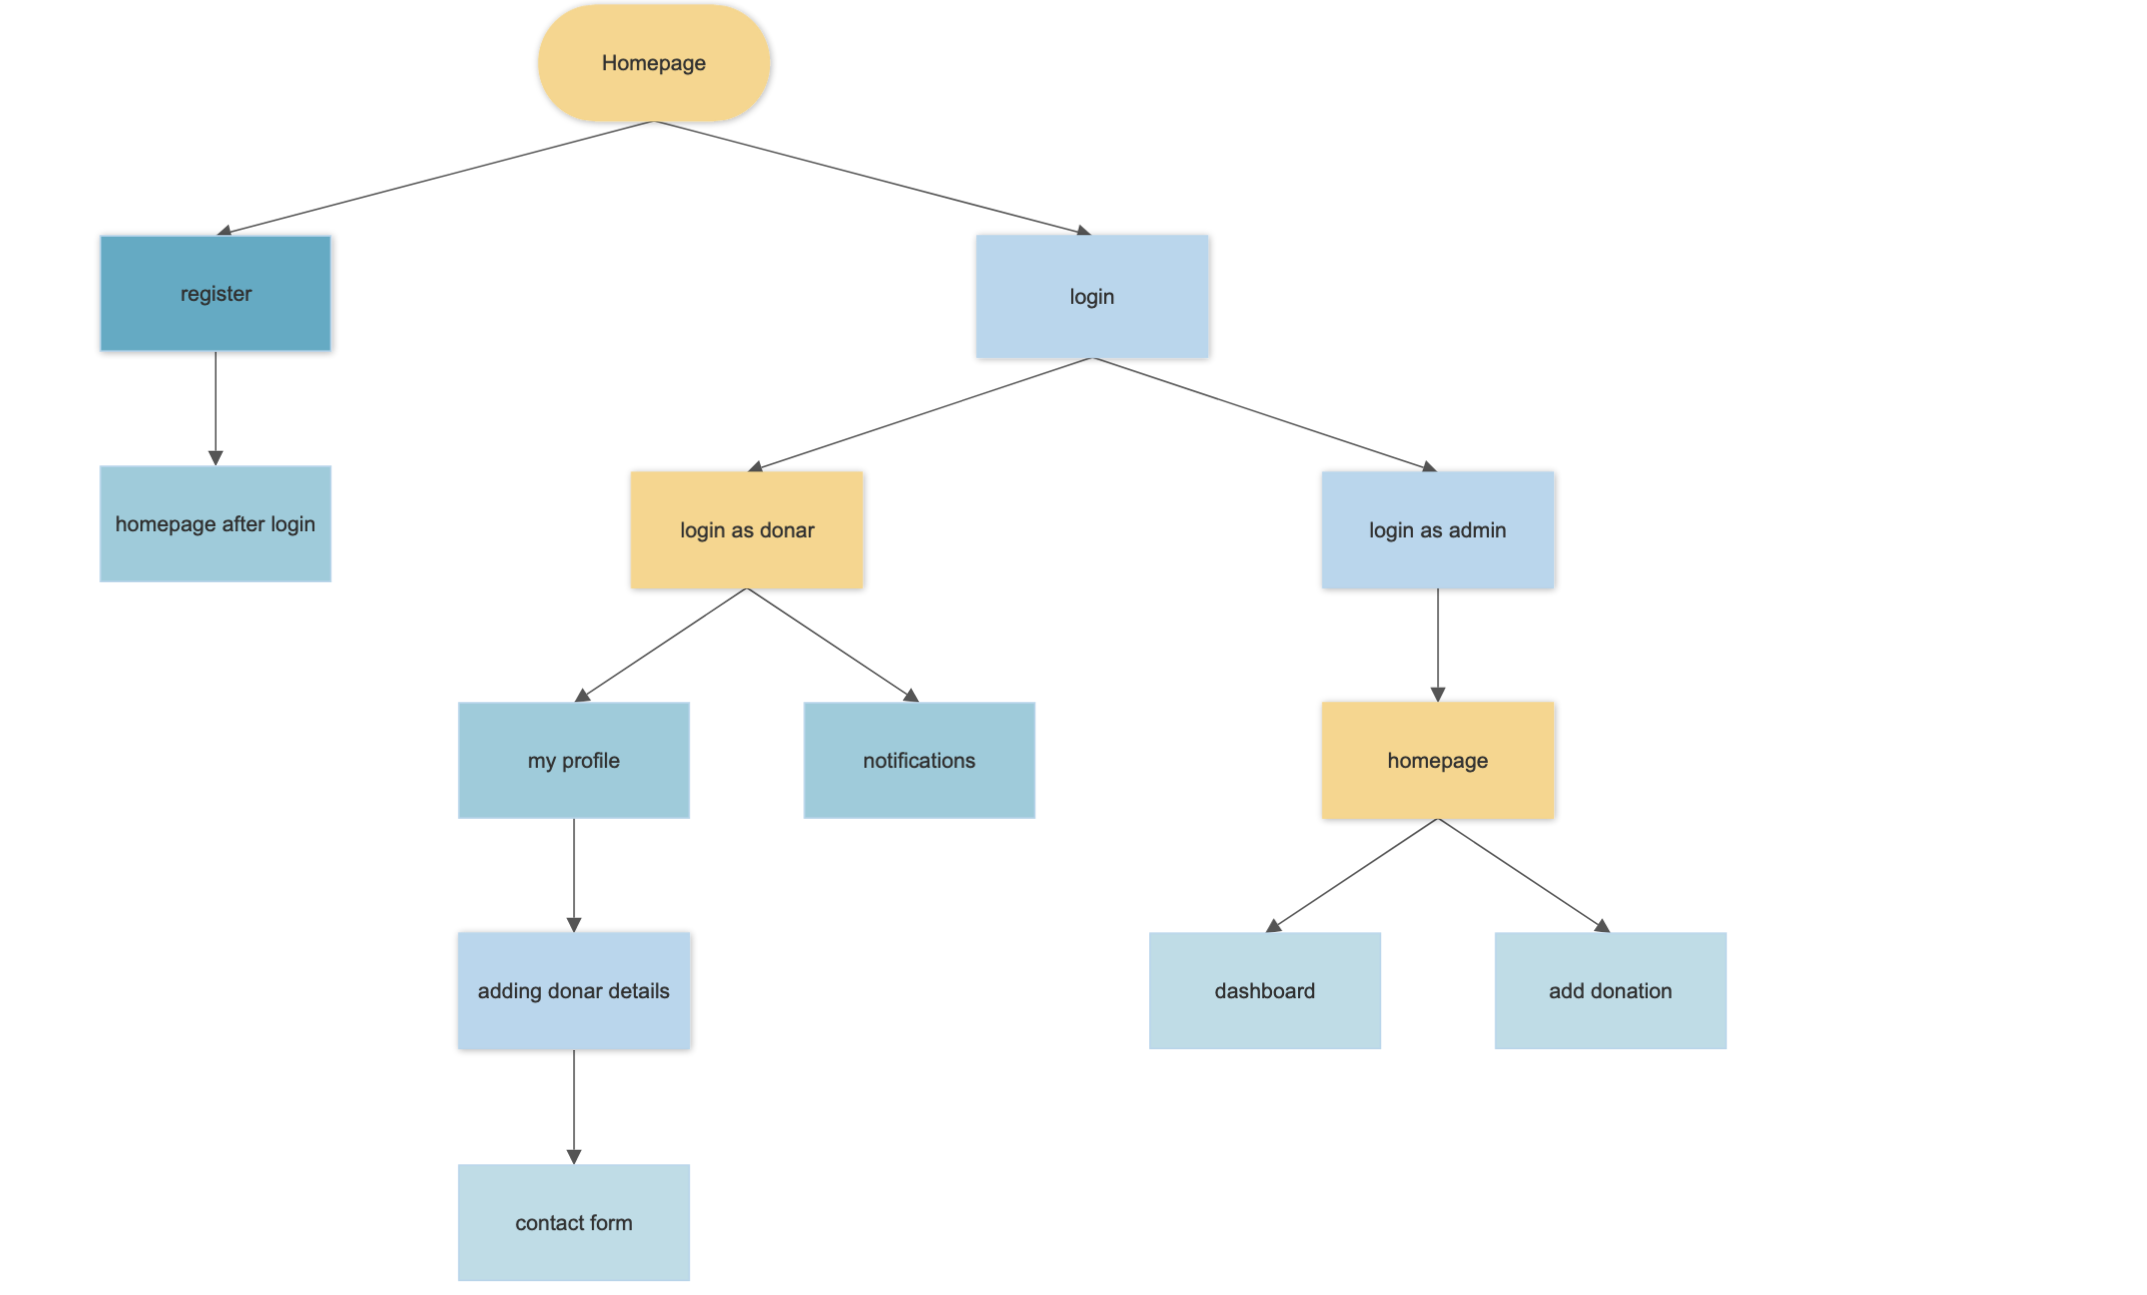 Homepage
register
login
homepage after login
login as donar
login as admin
my profile
notifications
homepage
adding donar details
dashboard
add donation
contact form